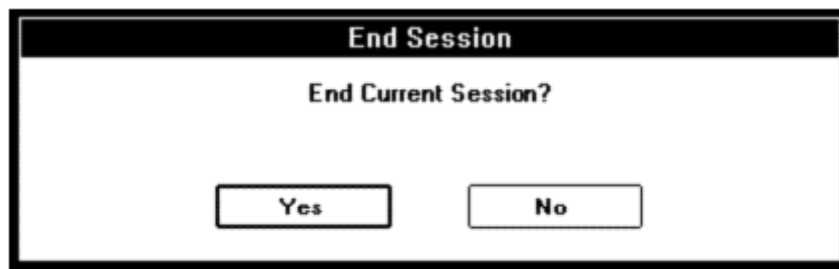 End Session
End Current Session?
Yes No